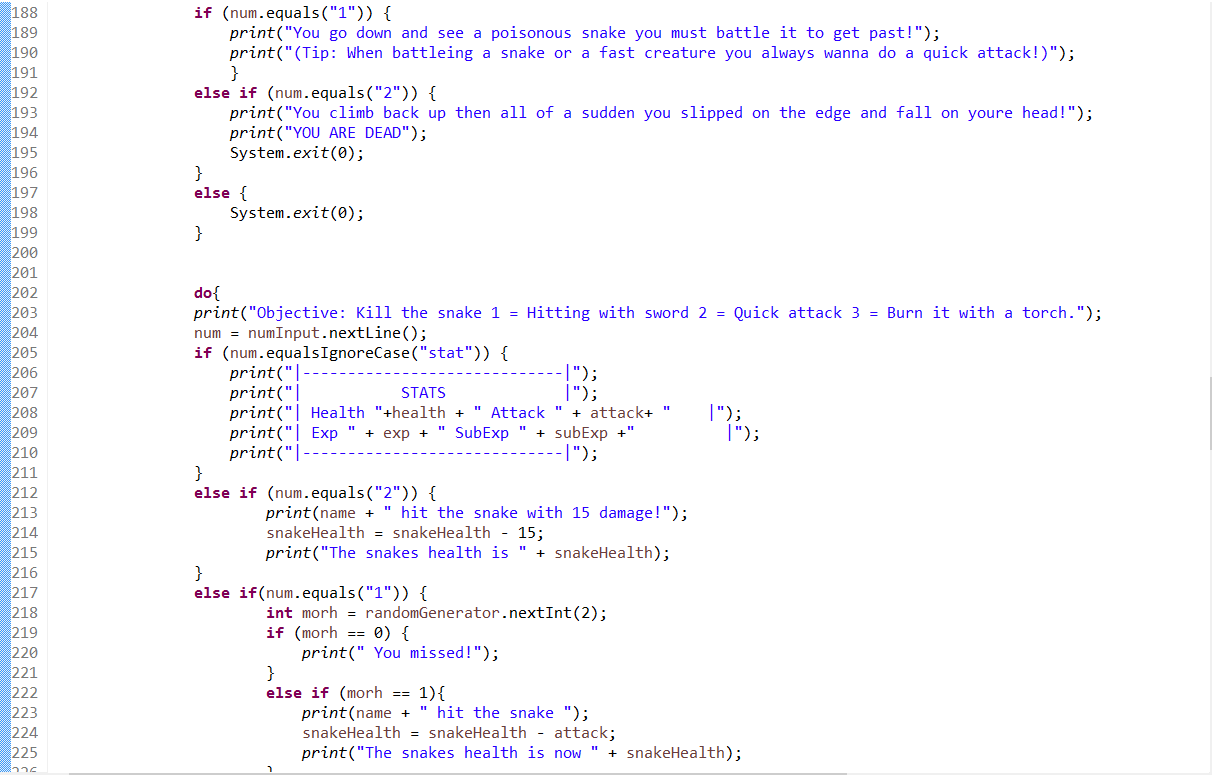 188 if (num.equals("1")) {
189 print("You go down and see a poisonous snake you must battle it to get past!");
190 print("(Tip: When battleing a snake or a fast creature you always wanna do a quick attack!)");
191 }
192 else if (num.equals("2")) {
193 print("You climb back up then all of a sudden you slipped on the edge and fall on youre head!");
194 print("YOU ARE DEAD");
195 System.exit(0);
196 }
197 else {
198 System.exit(0);
199 }
200
201
202 do{
203 print("Objective: Kill the snake 1 = Hitting with sword 2 = Quick attack 3 = Burn it with a torch.");
204 num = numInput.nextLine();
205 if (num.equalsIgnoreCase("stat")) {
206 print("|-----------------------------|");
207 print("|           STATS             |");
208 print("| Health "+health + " Attack " + attack+ "    |");
209 print("| Exp " + exp + " SubExp " + subExp +"          |");
210 print("|-----------------------------|");
211 }
212 else if (num.equals("2")) {
213 print(name + " hit the snake with 15 damage!");
214 snakeHealth = snakeHealth - 15;
215 print("The snakes health is " + snakeHealth);
216 }
217 else if(num.equals("1")) {
218 int morh = randomGenerator.nextInt(2);
219 if (morh == 0) {
220 print(" You missed!");
221 }
222 else if (morh == 1){
223 print(name + " hit the snake ");
224 snakeHealth = snakeHealth - attack;
225 print("The snakes health is now " + snakeHealth);